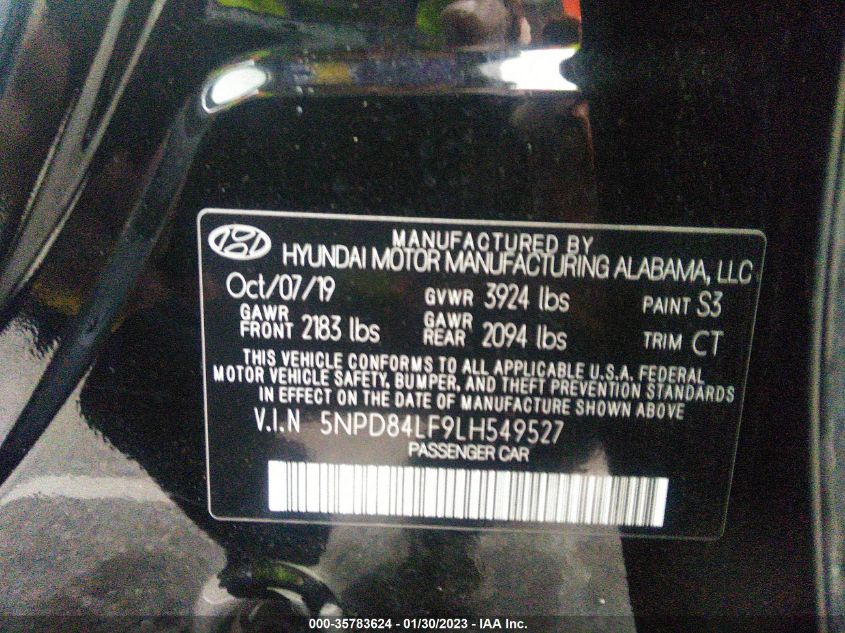 MANUFACTURED BY
HYUNDAI MOTOR MANUFACTURING ALABAMA, LLC
Oct/07/19 GVWR 3924 lbs PAINT S3
GAWR FRONT 2183 lbs GAWR REAR 2094 lbs TRIM CT
THIS VEHICLE CONFORMS TO ALL APPLICABLE U.S.A. FEDERAL
MOTOR VEHICLE SAFETY, BUMPER, AND THEFT PREVENTION STANDARDS
IN EFFECT ON THE DATE OF MANUFACTURE SHOWN ABOVE
V.I.N 5NPD84LF9LH549527
PASSENGER CAR
000-35783624 - 01/30/2023 - IAA Inc.